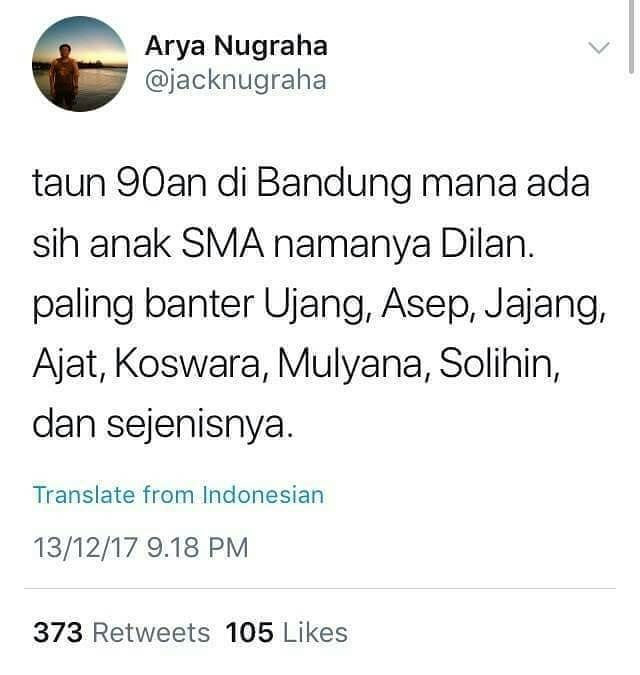 Arya Nugraha
@jacknugraha
taun 90an di Bandung mana ada
sih anak SMA namanya Dilan.
paling banter Ujang, Asep, Jajang,
Ajat, Koswara, Mulyana, Solihin,
dan sejenisnya.
Translate from Indonesian
13/12/17 9.18 PM
373 Retweets 105 Likes